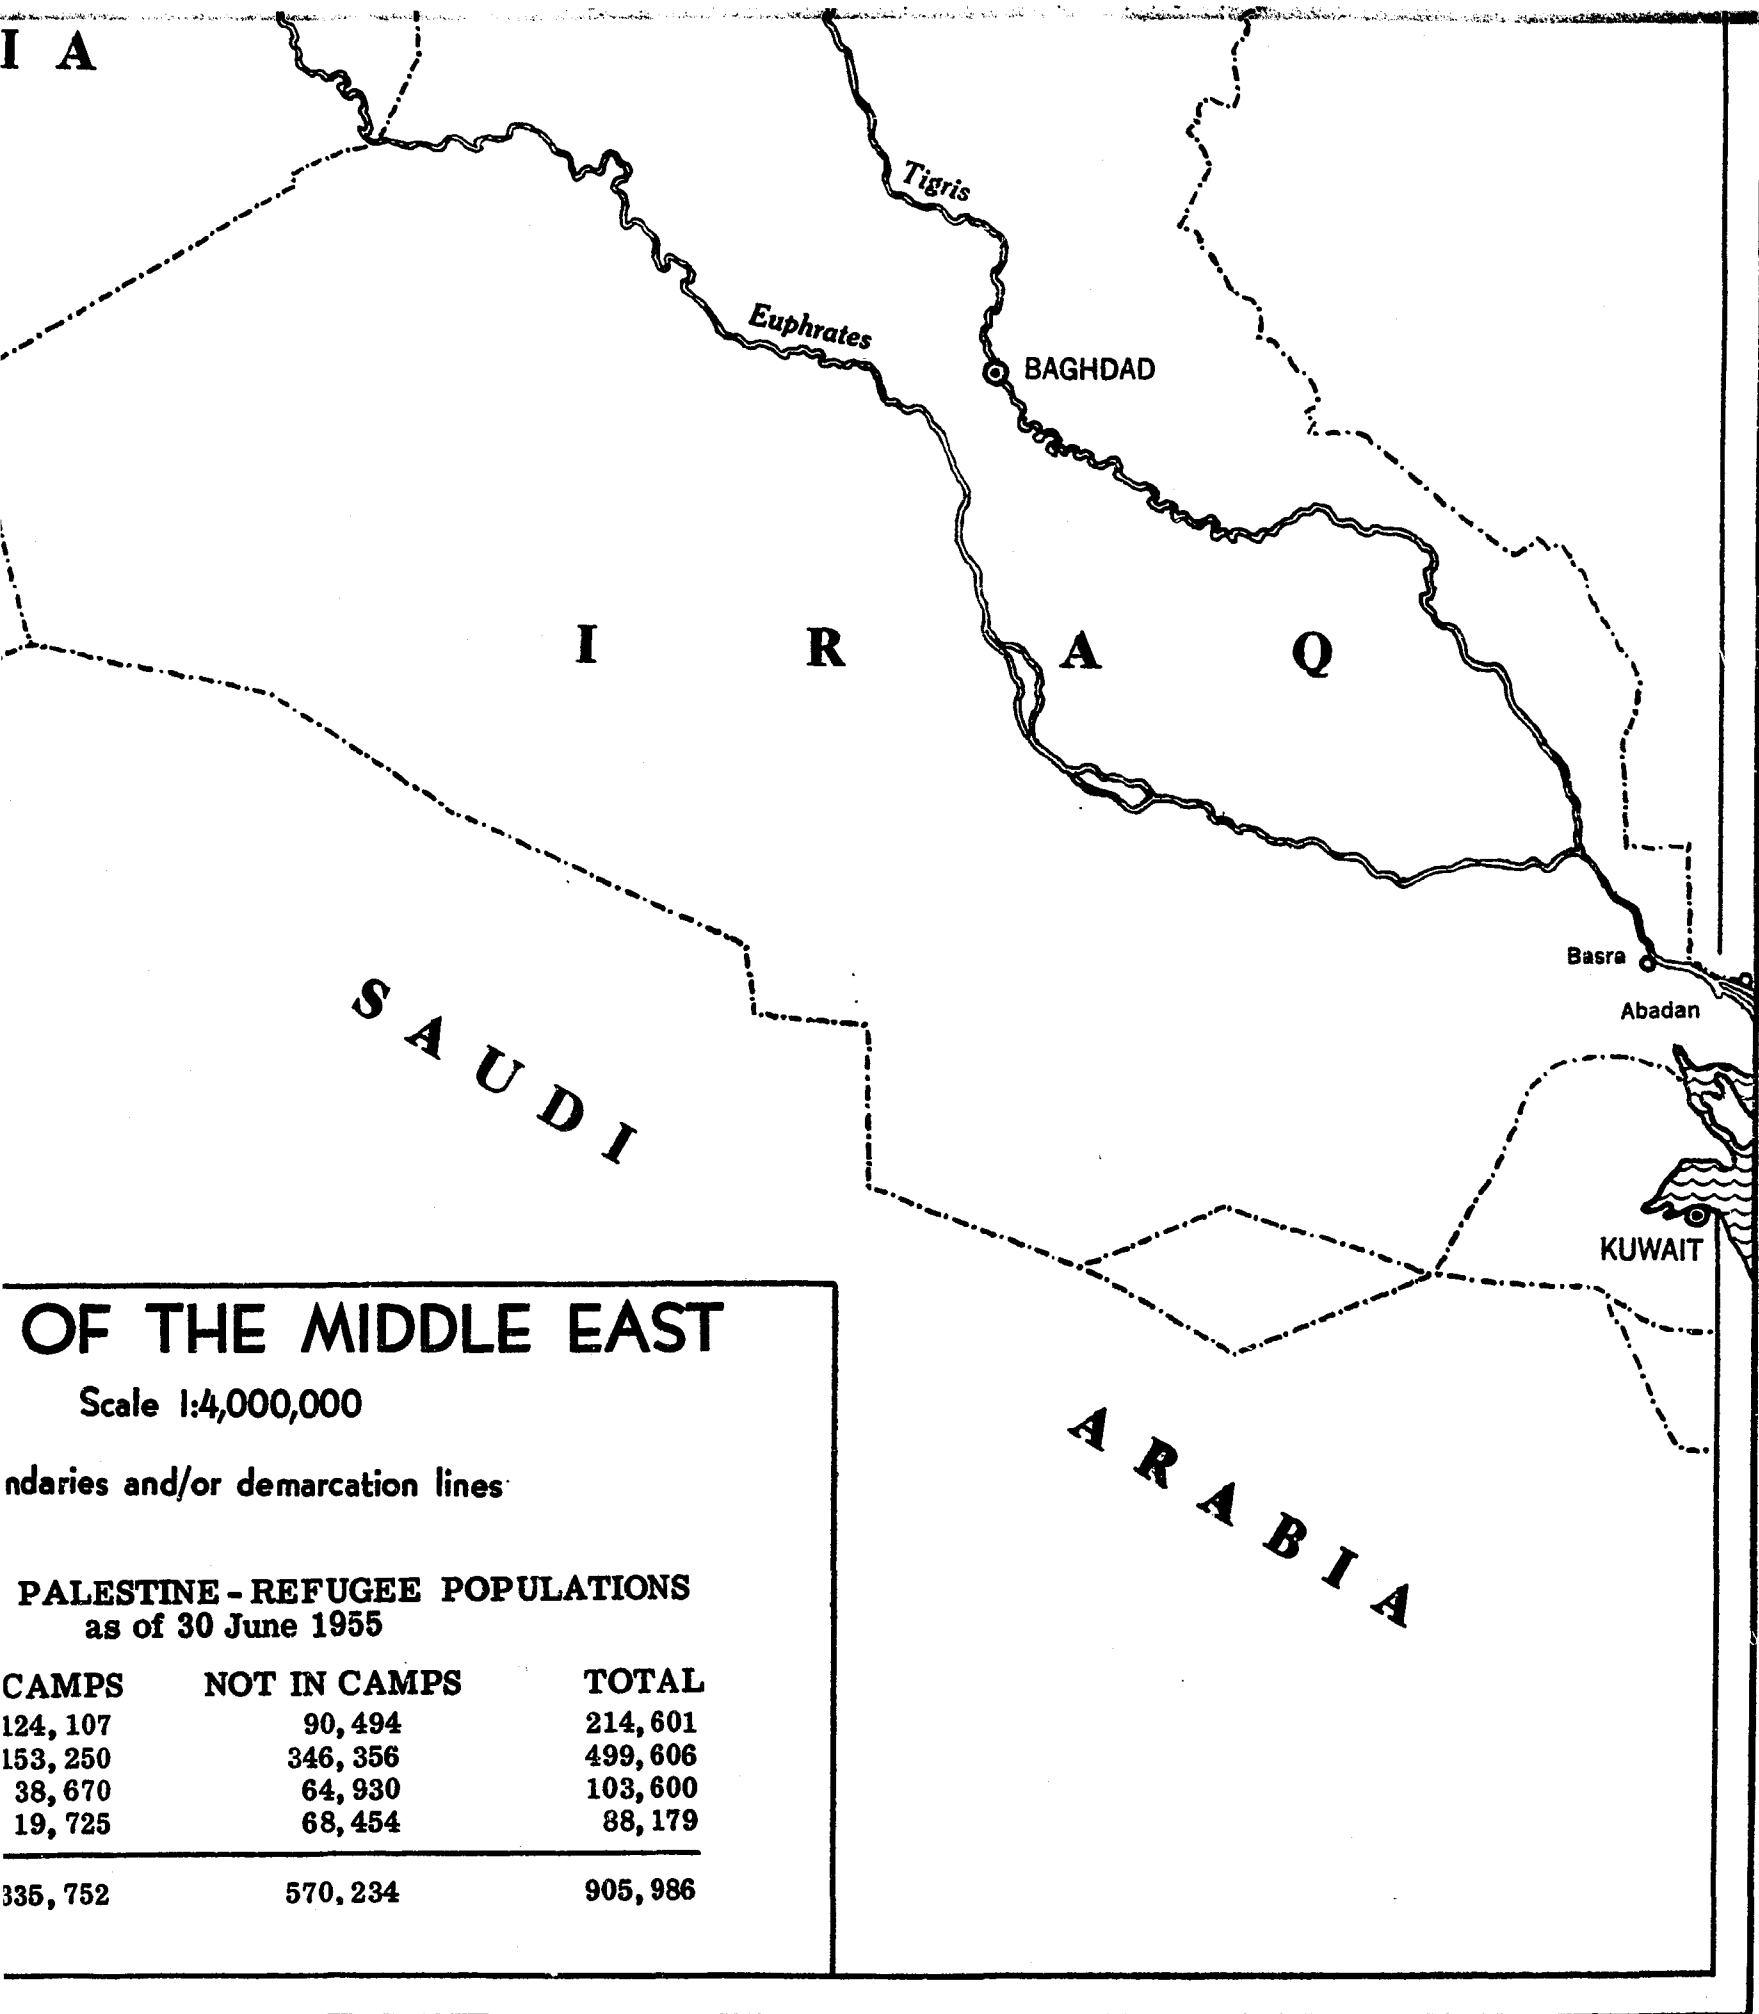 I A
Tigris
Euphrates
BAGHDAD
I R A Q
Basra
Abadan
SAUDI
KUWAIT
OF THE MIDDLE EAST
Scale 1:4,000,000
ndaries and/or demarcation lines
ARABIA
PALESTINE-REFUGEE POPULATIONS
as of 30 June 1955
CAMPS NOT IN CAMPS TOTAL
124,107 90,494 214,601
153,250 346,356 499,606
38,670 64,930 103,600
19,725 68,454 88,179
335,752 570,234 905,986